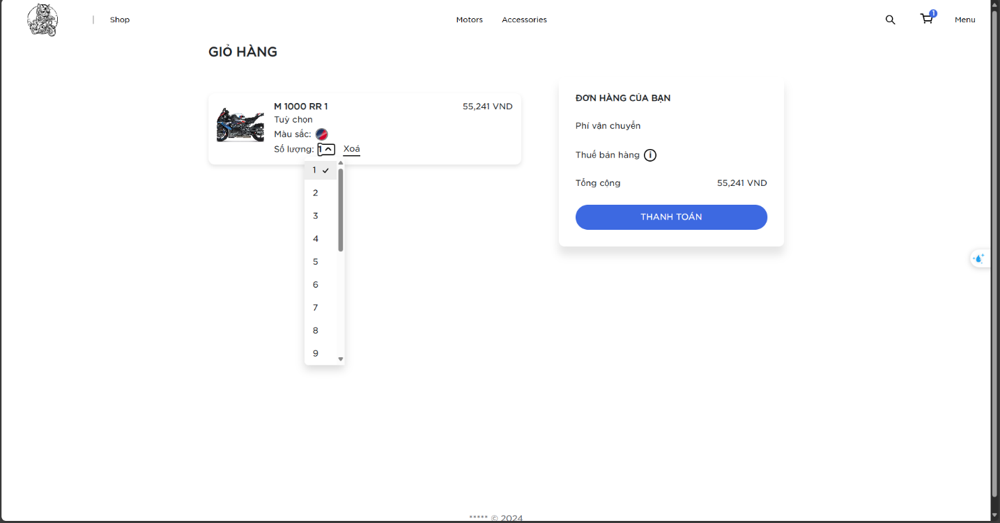 Shop
Motors
Accessories
1
Menu
GIỎ HÀNG
M 1000 RR 1
55,241 VND
Tuỳ chọn
Màu sắc:
Số lượng: 1
Xoá
1
2
3
4
5
6
7
8
9
ĐƠN HÀNG CỦA BẠN
Phí vận chuyển
Thuế bán hàng i
Tổng cộng
55,241 VND
THANH TOÁN
***** © 2024